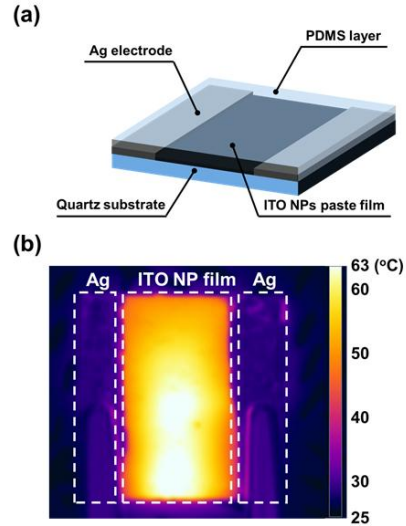 (a)
Ag electrode
PDMS layer
Quartz substrate
ITO NPs paste film
(b)
Ag
ITO NP film
Ag
63 (ºC)
60
50
40
30
25